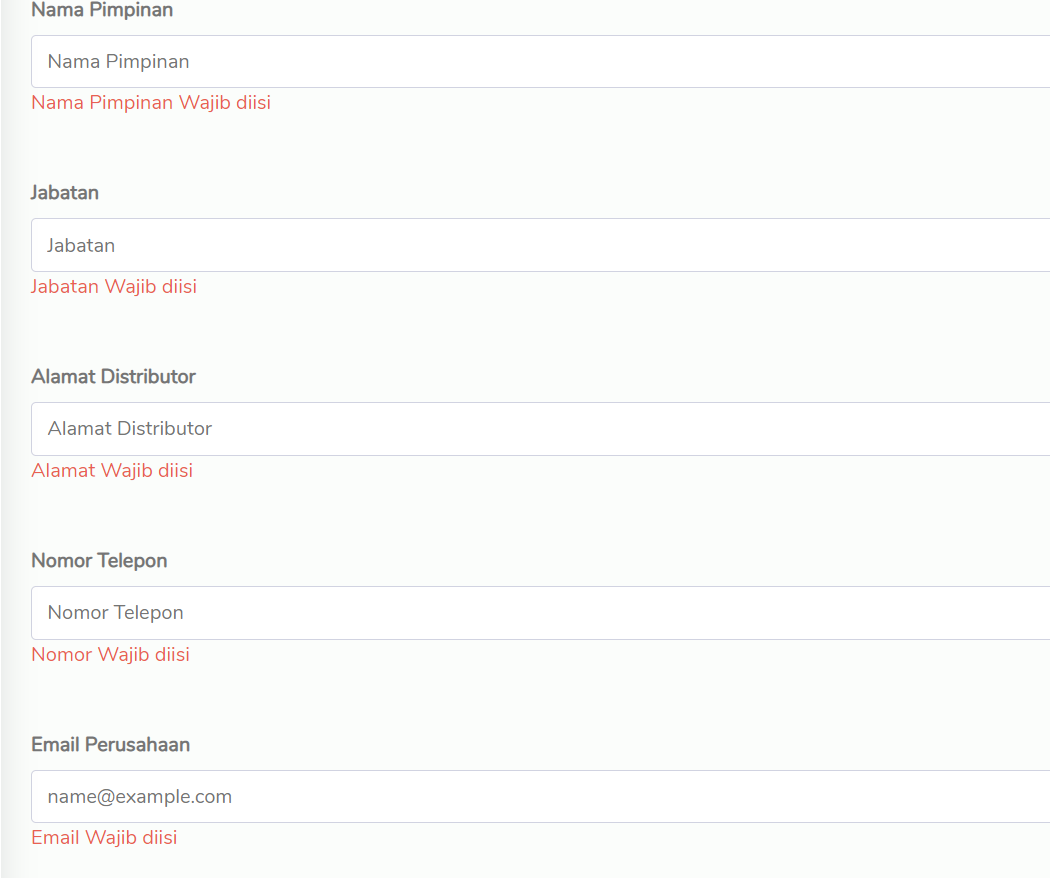 Nama Pimpinan
Nama Pimpinan
Nama Pimpinan Wajib diisi
Jabatan
Jabatan
Jabatan Wajib diisi
Alamat Distributor
Alamat Distributor
Alamat Wajib diisi
Nomor Telepon
Nomor Telepon
Nomor Wajib diisi
Email Perusahaan
name@example.com
Email Wajib diisi